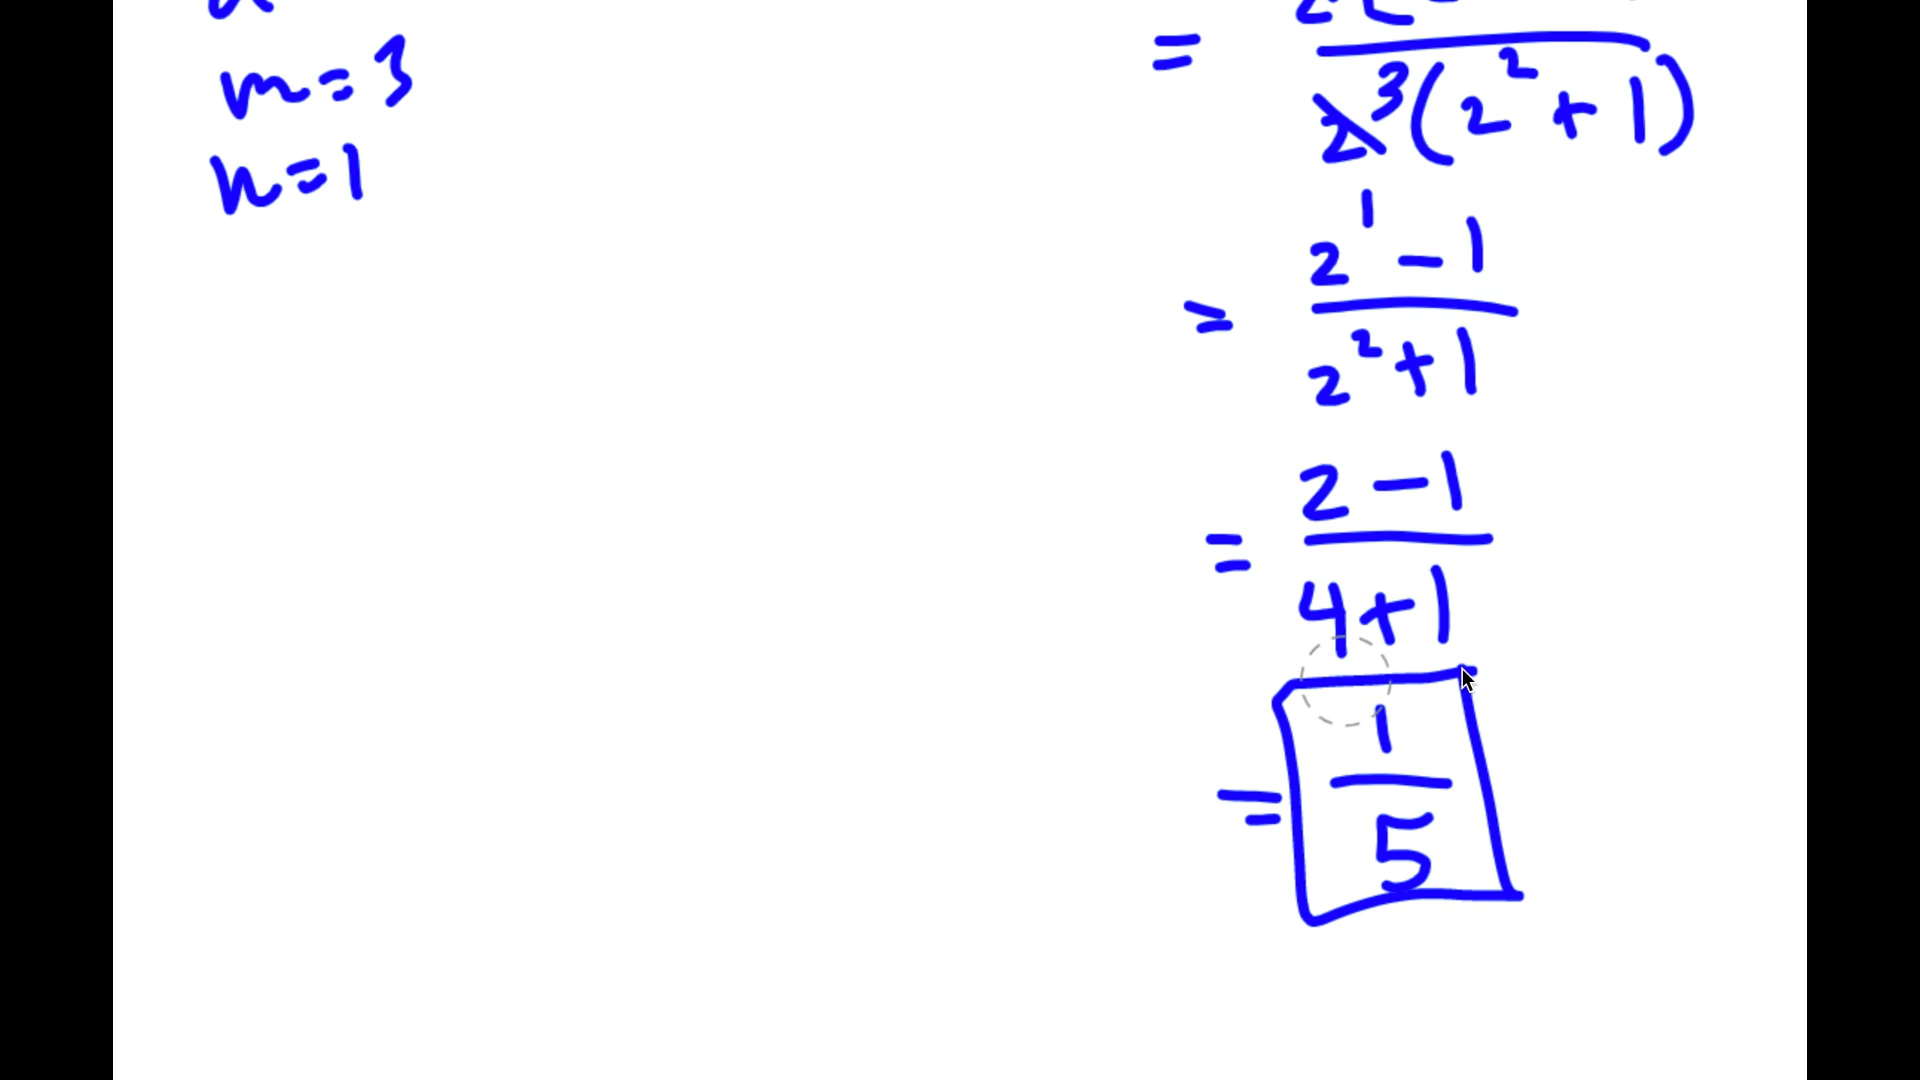 m = 3
n = 1
=
2³(2² + 1)
= 2¹ - 1
2² + 1
= 2 - 1
4 + 1
= 1
5